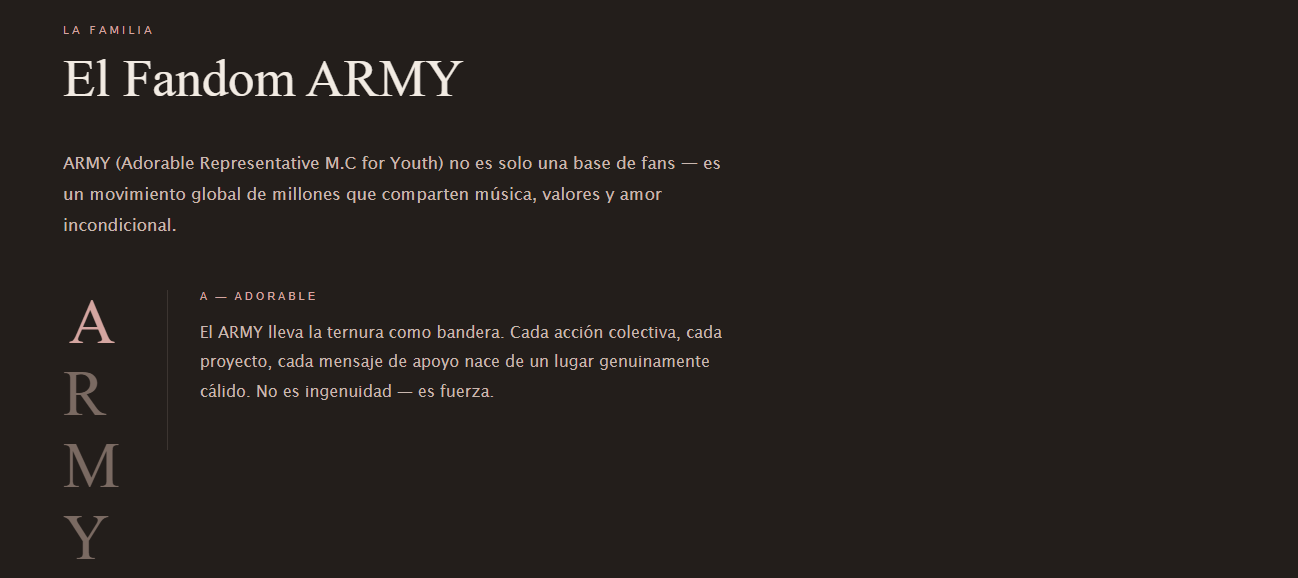 LA FAMILIA
El Fandom ARMY
ARMY (Adorable Representative M.C for Youth) no es solo una base de fans — es
un movimiento global de millones que comparten música, valores y amor
incondicional.
A
R
M
Y
A — ADORABLE
El ARMY lleva la ternura como bandera. Cada acción colectiva, cada
proyecto, cada mensaje de apoyo nace de un lugar genuinamente
cálido. No es ingenuidad — es fuerza.